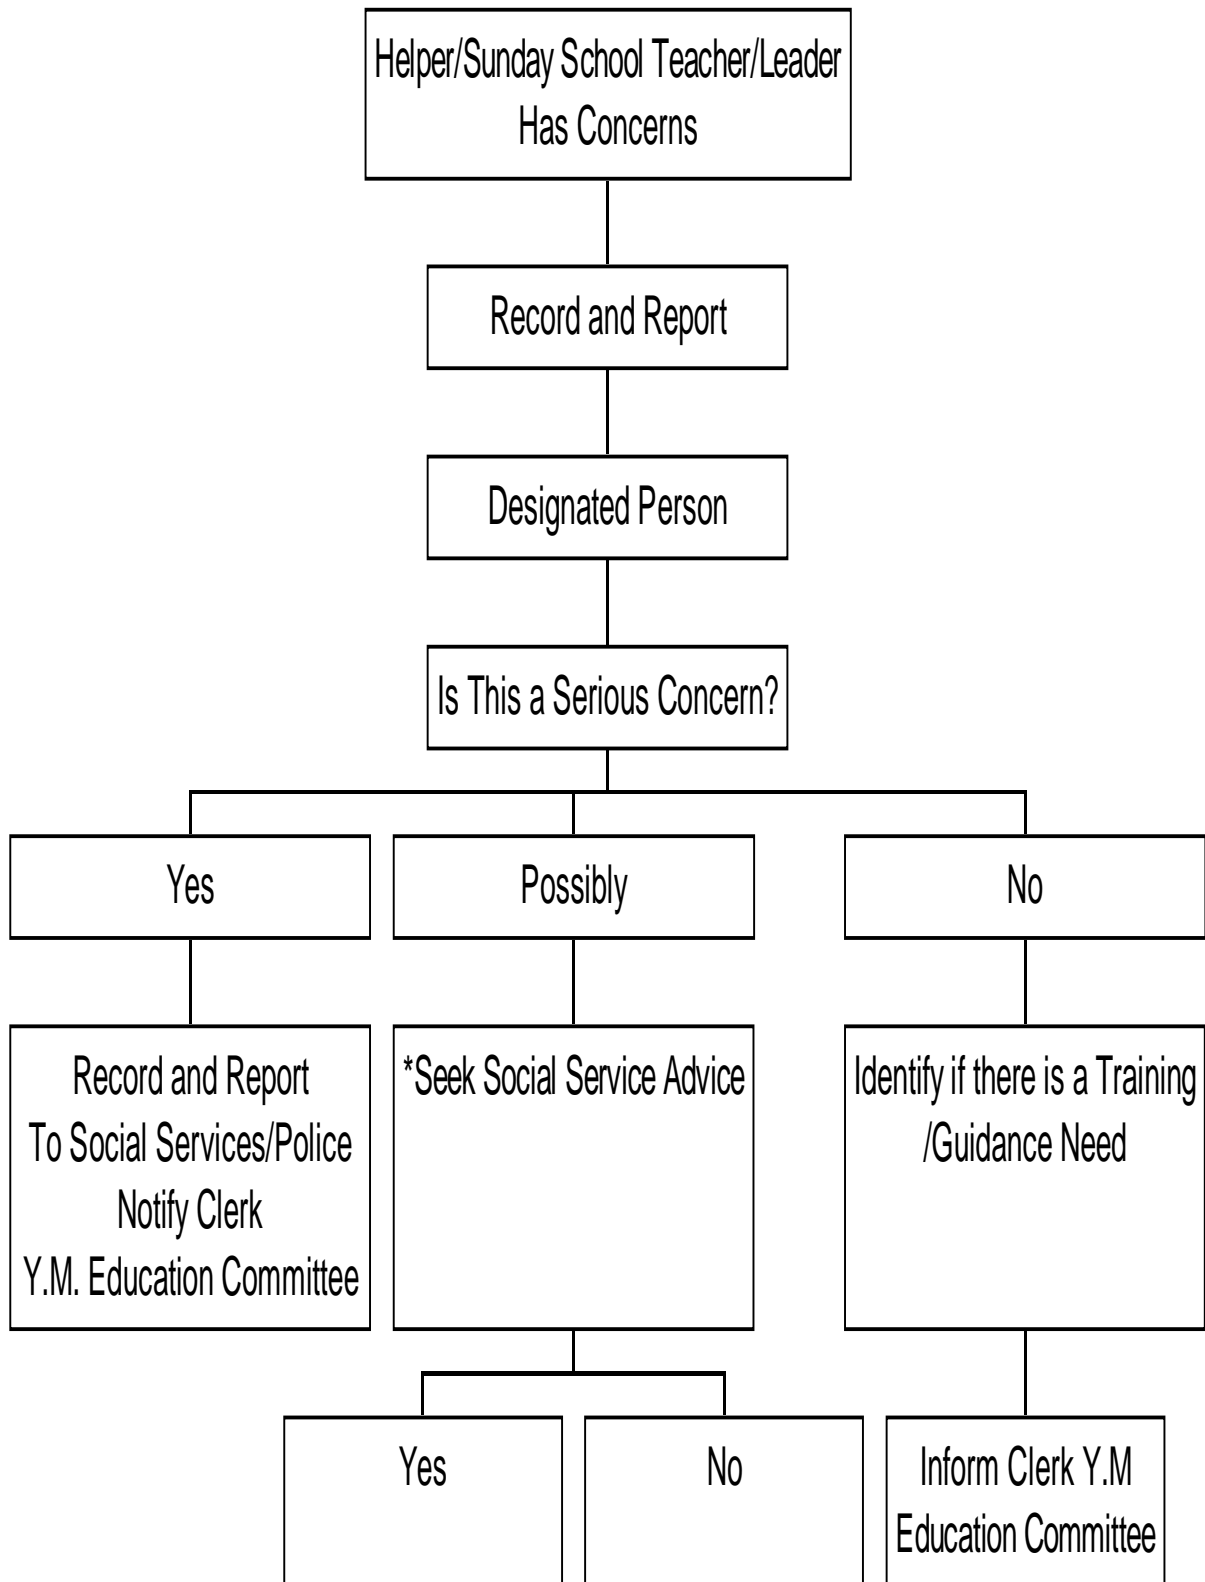 Helper/Sunday School Teacher/Leader
Has Concerns
Record and Report
Designated Person
Is This a Serious Concern?
Yes
Possibly
No
Record and Report
To Social Services/Police
Notify Clerk
Y.M. Education Committee
*Seek Social Service Advice
Identify if there is a Training
/Guidance Need
Yes
No
Inform Clerk Y.M
Education Committee